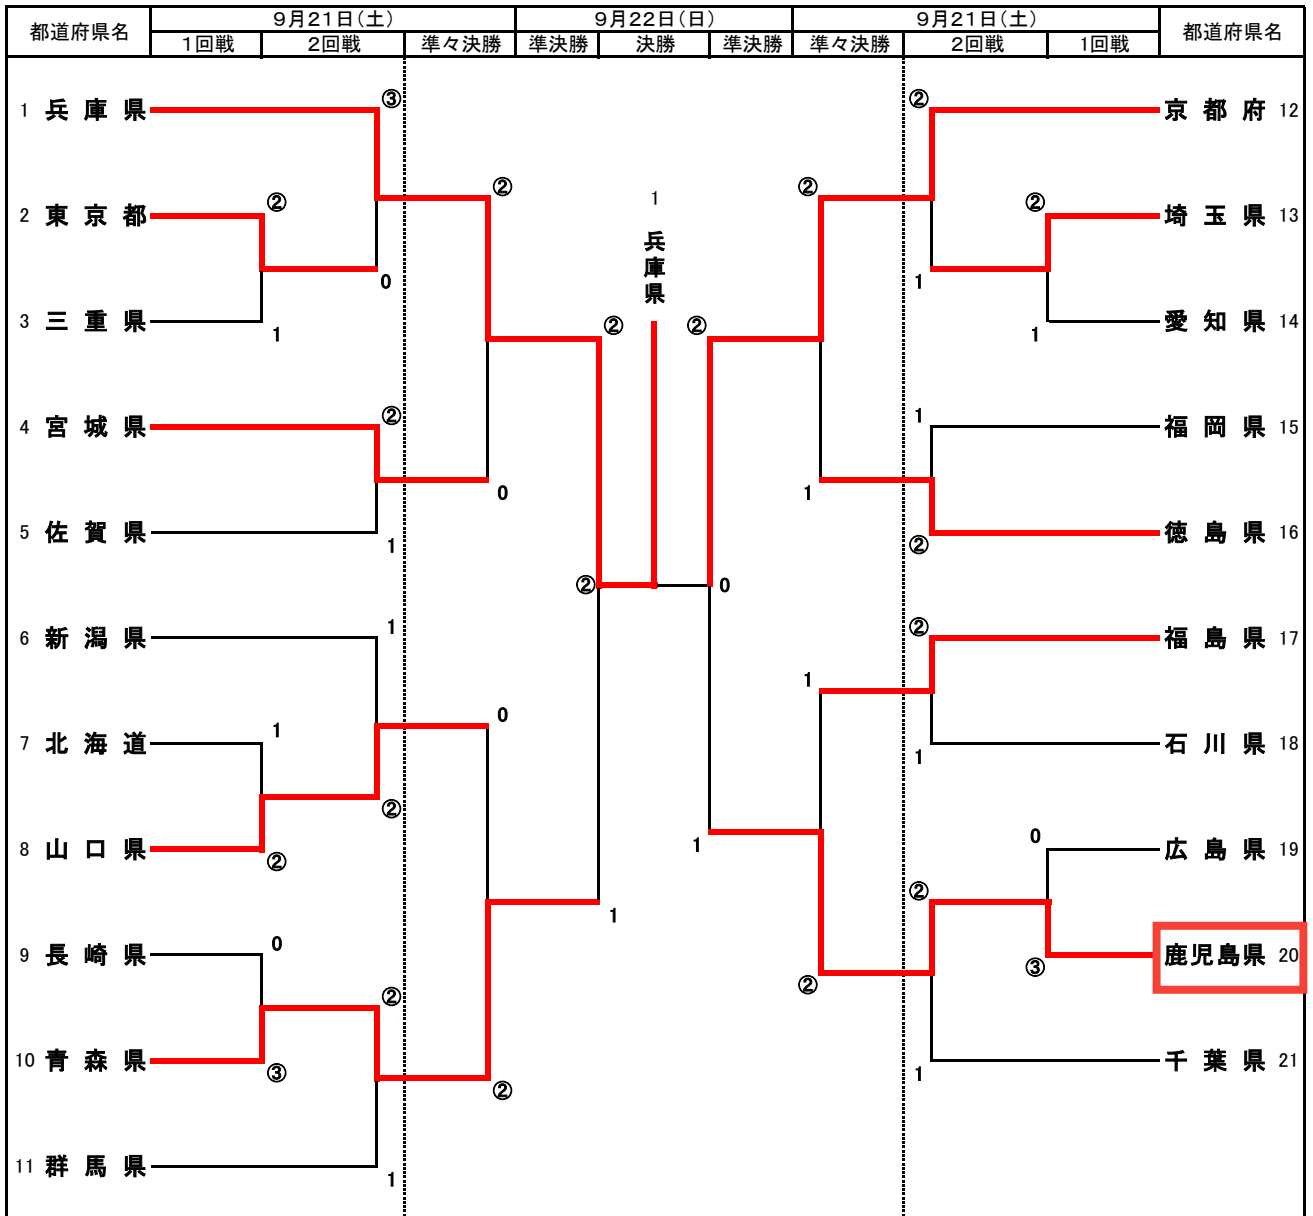 都道府県名 9月21日(土) 9月22日(日) 9月21日(土) 都道府県名
1回戦 2回戦 準々決勝 準決勝 決勝 準決勝 準々決勝 2回戦 1回戦
③ ②
1 兵庫県 京都府 12
② ② 1 ②
② ②
2 東京都 埼玉県 13
兵庫県
0 1
3 三重県 ② ② 愛知県 14
1 1
② 1
4 宮城県 福岡県 15
0 1
5 佐賀県 徳島県 16
1 ②
② 0
1 ②
6 新潟県 福島県 17
1
0
1
7 北海道 石川県 18
1
② 0
8 山口県 1 広島県 19
② ②
1
0
9 長崎県 鹿児島県 20
③
② ②
10 青森県 千葉県 21
③ 1
②
11 群馬県
1